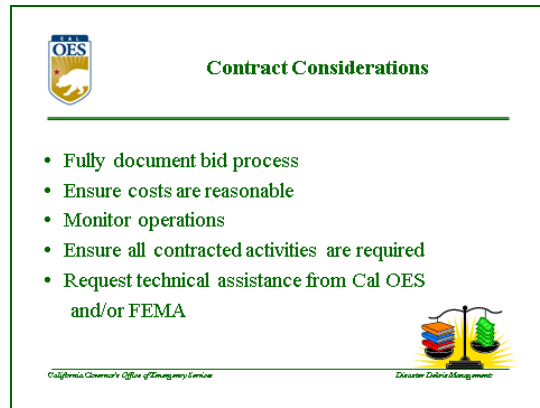 CAL
OES
Contract Considerations
• Fully document bid process
• Ensure costs are reasonable
• Monitor operations
• Ensure all contracted activities are required
• Request technical assistance from Cal OES
and/or FEMA
California Governor's Office of Emergency Services
Disaster Debris Management